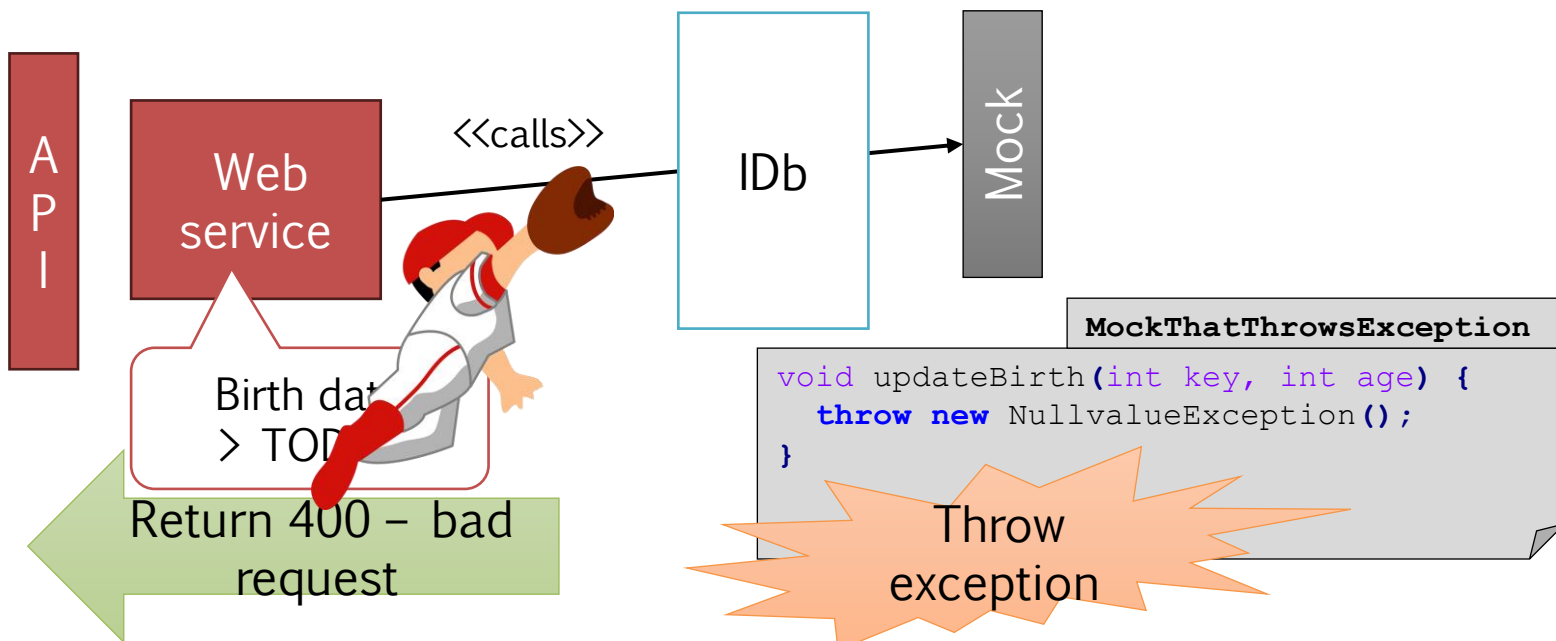 A
P
I
Web
service
<<calls>>
IDb
Mock
Birth dat
> TOD
Return 400 – bad
request
MockThatThrowsException
void updateBirth(int key, int age) {
throw new NullvalueException();
}
Throw
exception